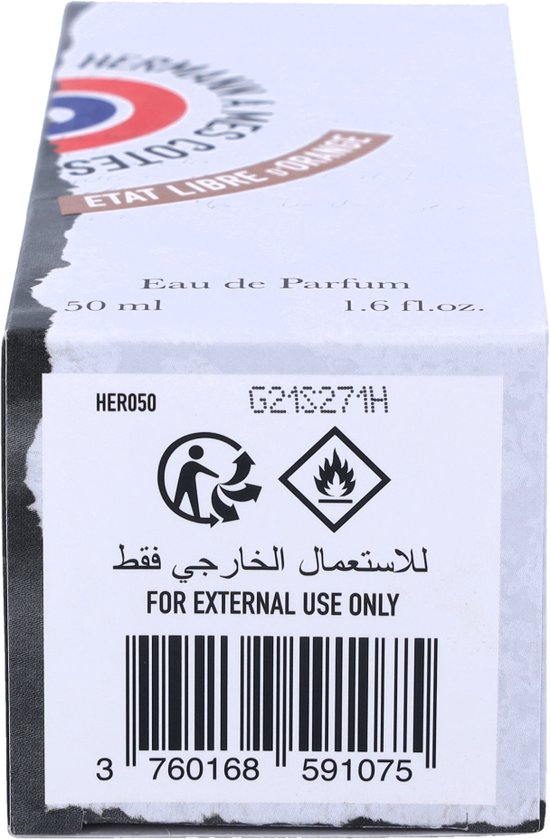 HERMANN À MES COTES
ETAT LIBRE D'ORANGE
Eau de Parfum
50 ml 1.6 fl.oz.
HER050 G21S271H
للاستعمال الخارجي فقط
FOR EXTERNAL USE ONLY
3 760168 591075